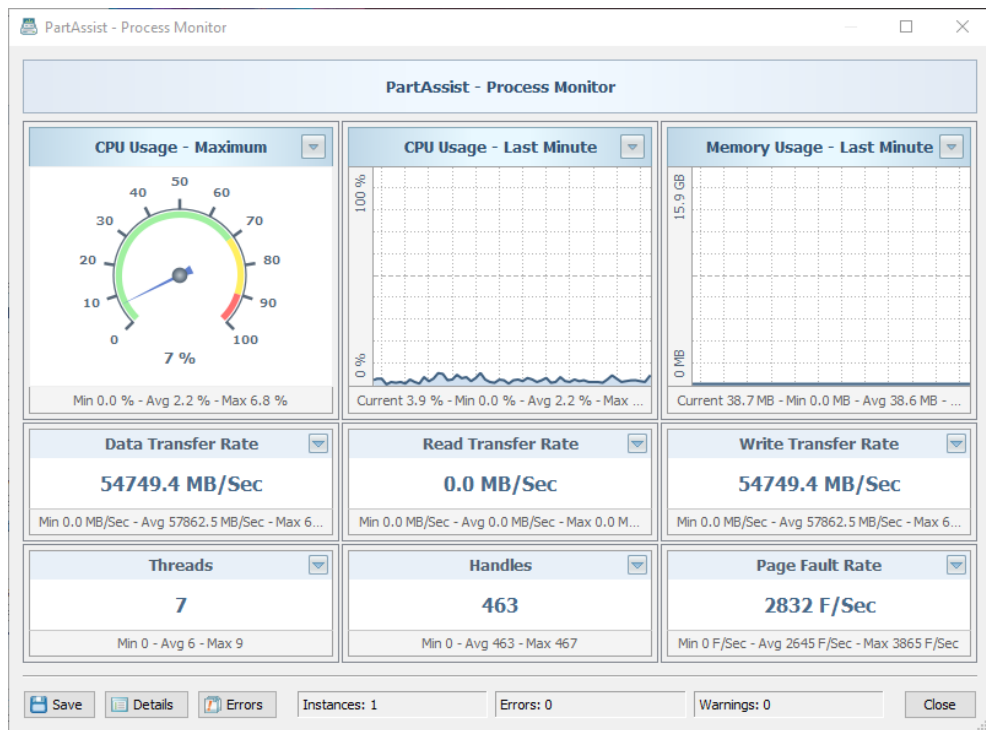 PartAssist - Process Monitor
PartAssist - Process Monitor
CPU Usage - Maximum
0
10
20
30
40
50
60
70
80
90
100
7 %
Min 0.0 % - Avg 2.2 % - Max 6.8 %
CPU Usage - Last Minute
100 %
0 %
Current 3.9 % - Min 0.0 % - Avg 2.2 % - Max ...
Memory Usage - Last Minute
15.9 GB
0 MB
Current 38.7 MB - Min 0.0 MB - Avg 38.6 MB - ...
Data Transfer Rate
54749.4 MB/Sec
Min 0.0 MB/Sec - Avg 57862.5 MB/Sec - Max 6...
Read Transfer Rate
0.0 MB/Sec
Min 0.0 MB/Sec - Avg 0.0 MB/Sec - Max 0.0 M...
Write Transfer Rate
54749.4 MB/Sec
Min 0.0 MB/Sec - Avg 57862.5 MB/Sec - Max 6...
Threads
7
Min 0 - Avg 6 - Max 9
Handles
463
Min 0 - Avg 463 - Max 467
Page Fault Rate
2832 F/Sec
Min 0 F/Sec - Avg 2645 F/Sec - Max 3865 F/Sec
Save
Details
Errors
Instances: 1
Errors: 0
Warnings: 0
Close